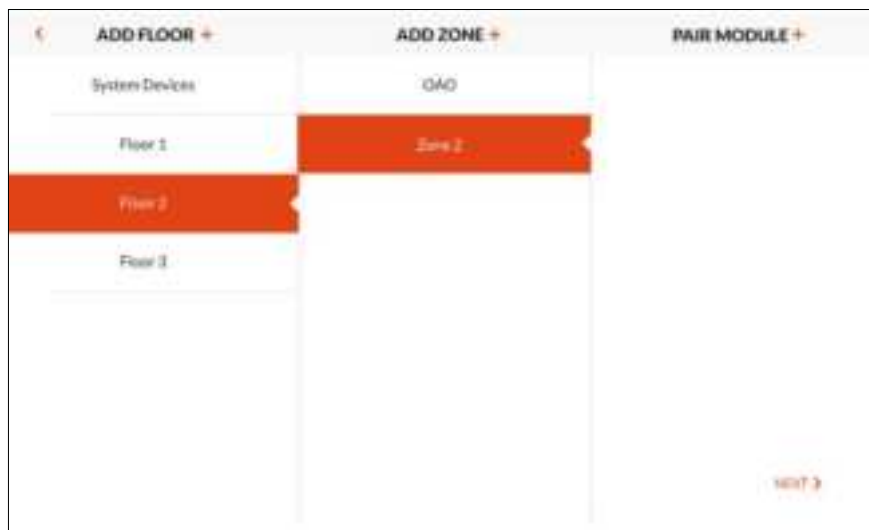 < ADD FLOOR + ADD ZONE + PAIR MODULE +
System Devices OAO
Floor 1 Zone 2
Floor 2
Floor 3
NEXT >